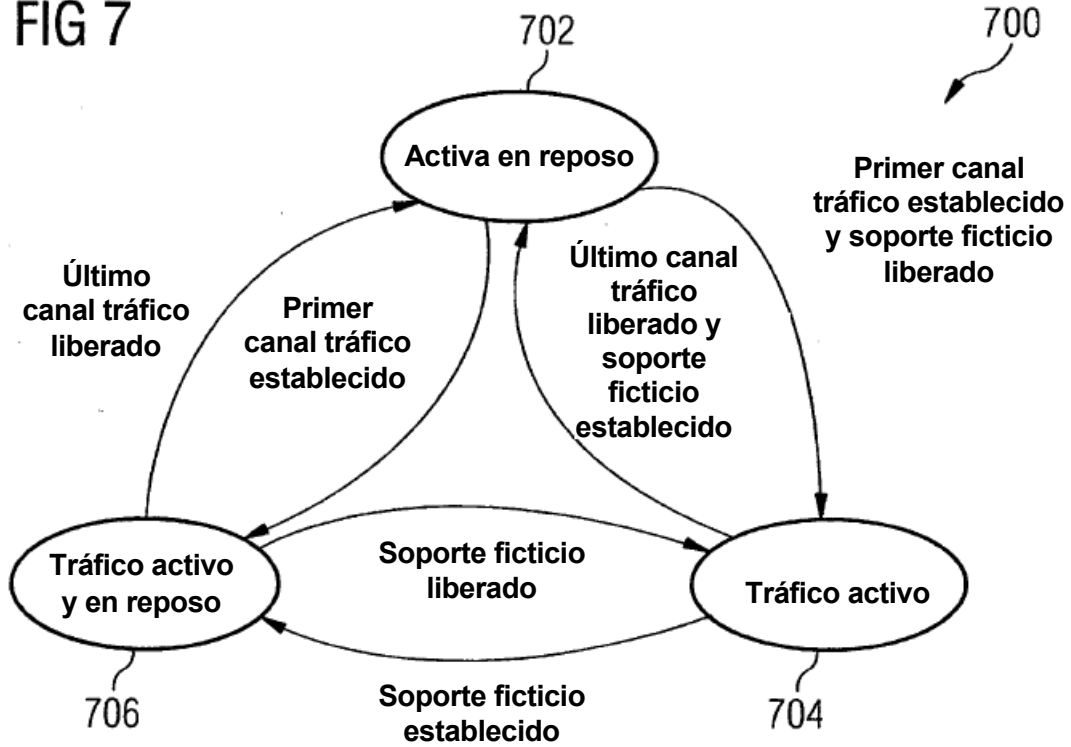 FIG 7
702
700
Activa en reposo
Primer canal
tráfico establecido
y soporte ficticio
liberado
Último
canal tráfico
liberado
Primer
canal tráfico
establecido
Último canal
tráfico
liberado y
soporte
ficticio
establecido
Tráfico activo
y en reposo
Soporte ficticio
liberado
Tráfico activo
706
Soporte ficticio
establecido
704